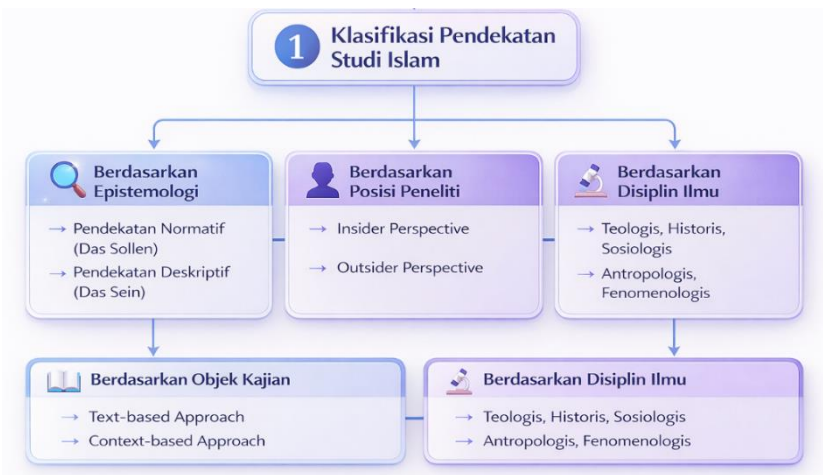 1
Klasifikasi Pendekatan
Studi Islam
Berdasarkan
Epistemologi
→ Pendekatan Normatif
(Das Sollen)
→ Pendekatan Deskriptif
(Das Sein)
Berdasarkan
Posisi Peneliti
→ Insider Perspective
→ Outsider Perspective
Berdasarkan
Disiplin Ilmu
→ Teologis, Historis,
Sosiologis
→ Antropologis,
Fenomenologis
Berdasarkan Objek Kajian
→ Text-based Approach
→ Context-based Approach
Berdasarkan Disiplin Ilmu
→ Teologis, Historis, Sosiologis
→ Antropologis, Fenomenologis